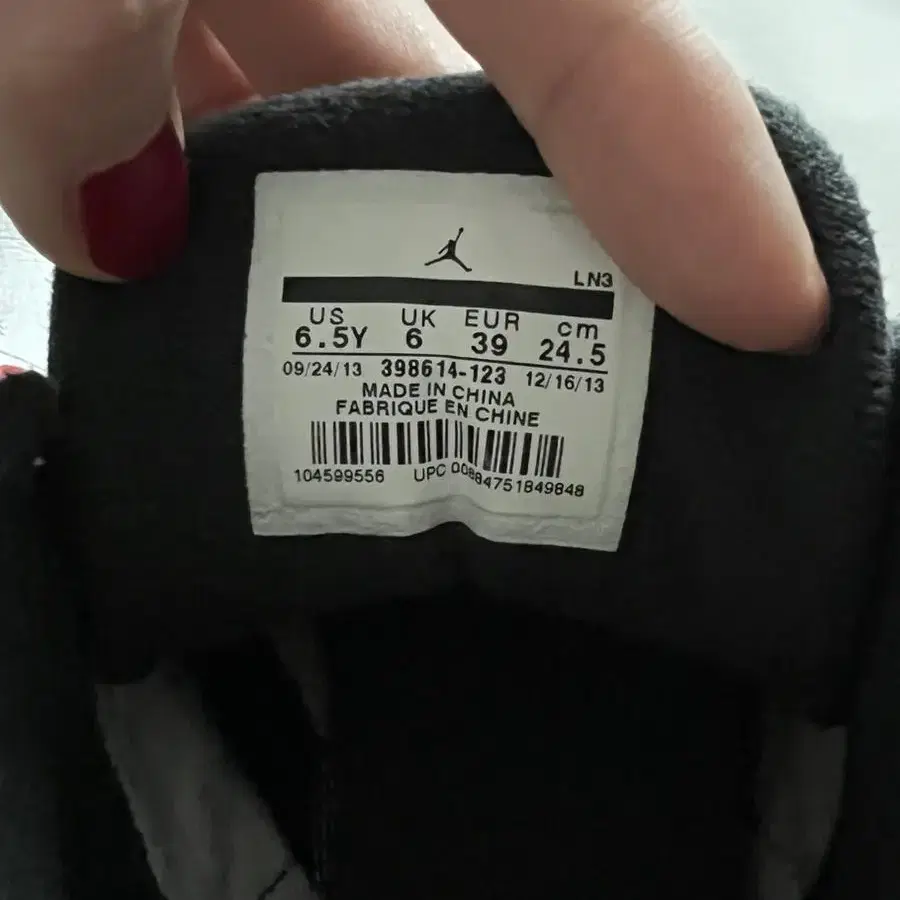 LN3
US UK EUR cm
6.5Y 6 39 24.5
09/24/13 398614-123 12/16/13
MADE IN CHINA
FABRIQUE EN CHINE
104599556 UPC 00884751849848